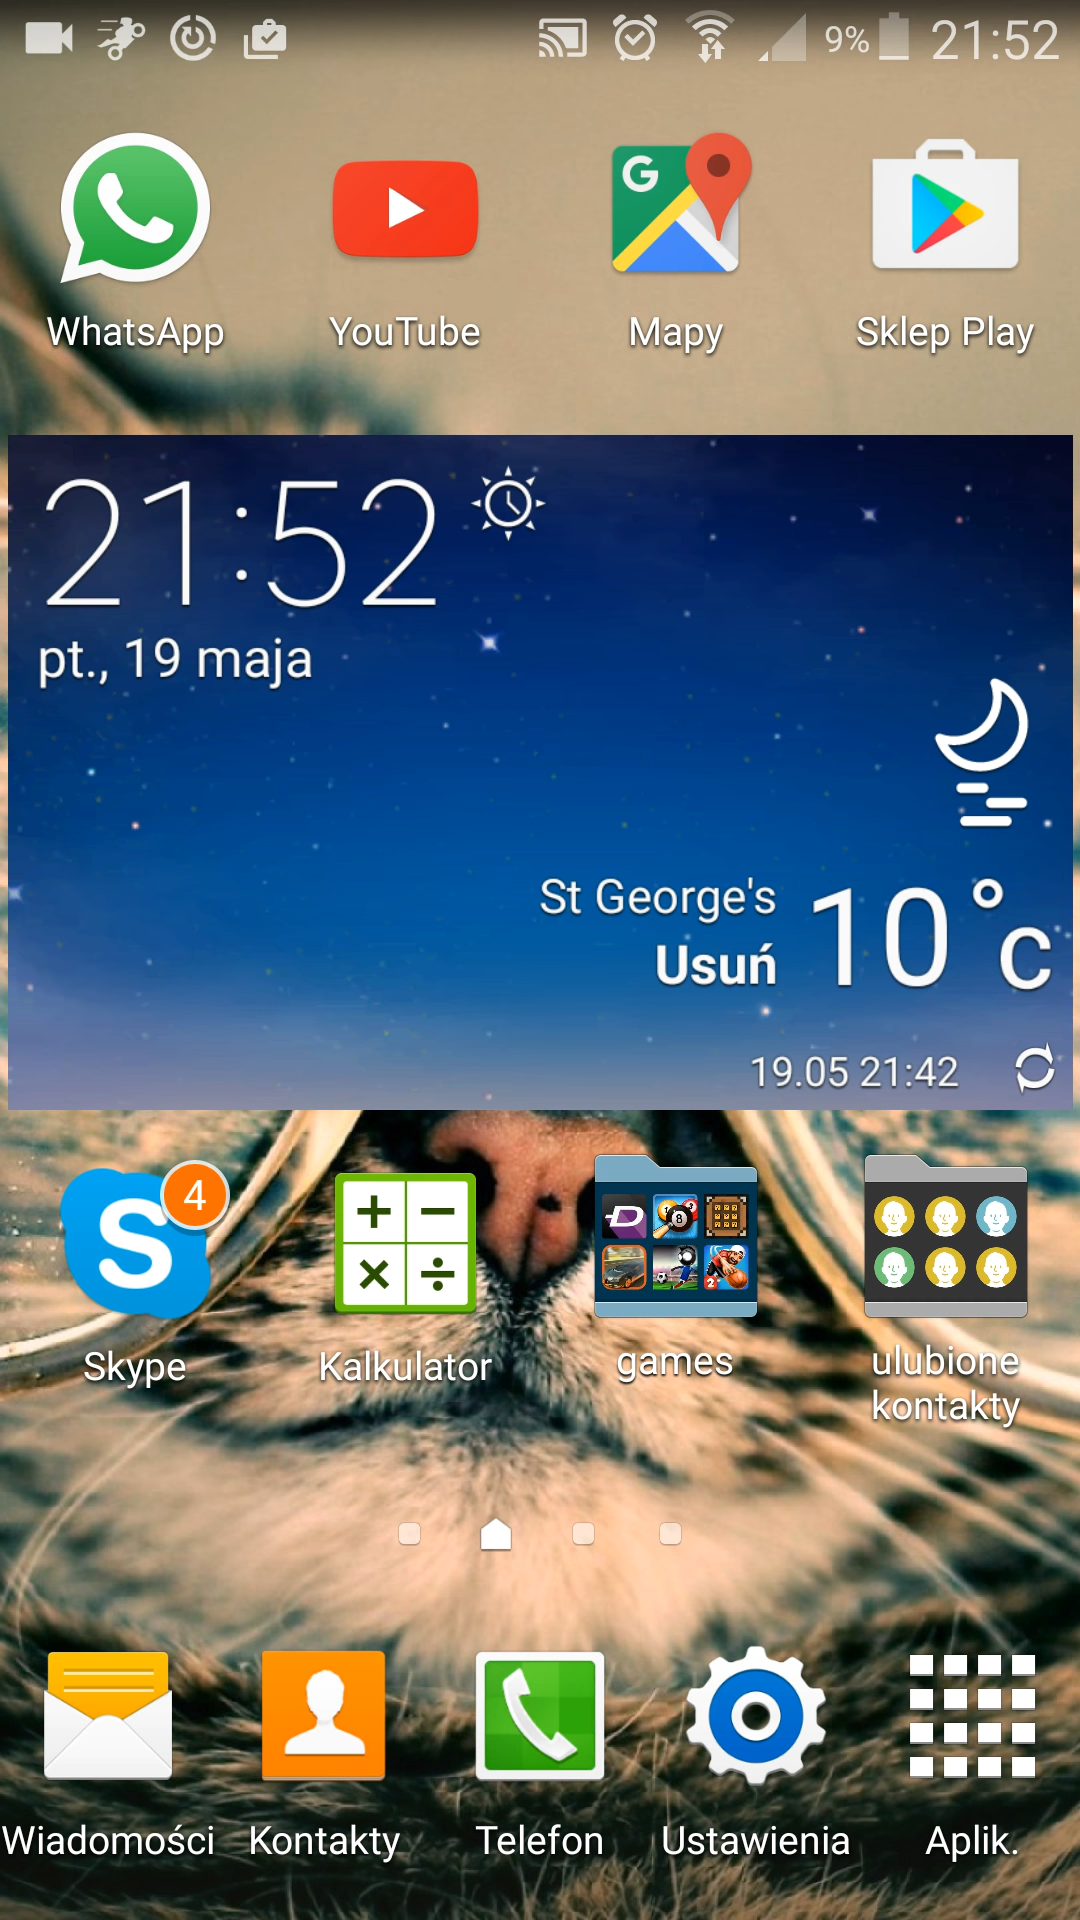 9% 21:52
WhatsApp YouTube Mapy Sklep Play
21:52
pt., 19 maja
St George's
Usuń
10°c
19.05 21:42
4
Skype Kalkulator games ulubione
kontakty
Wiadomości Kontakty Telefon Ustawienia Aplik.